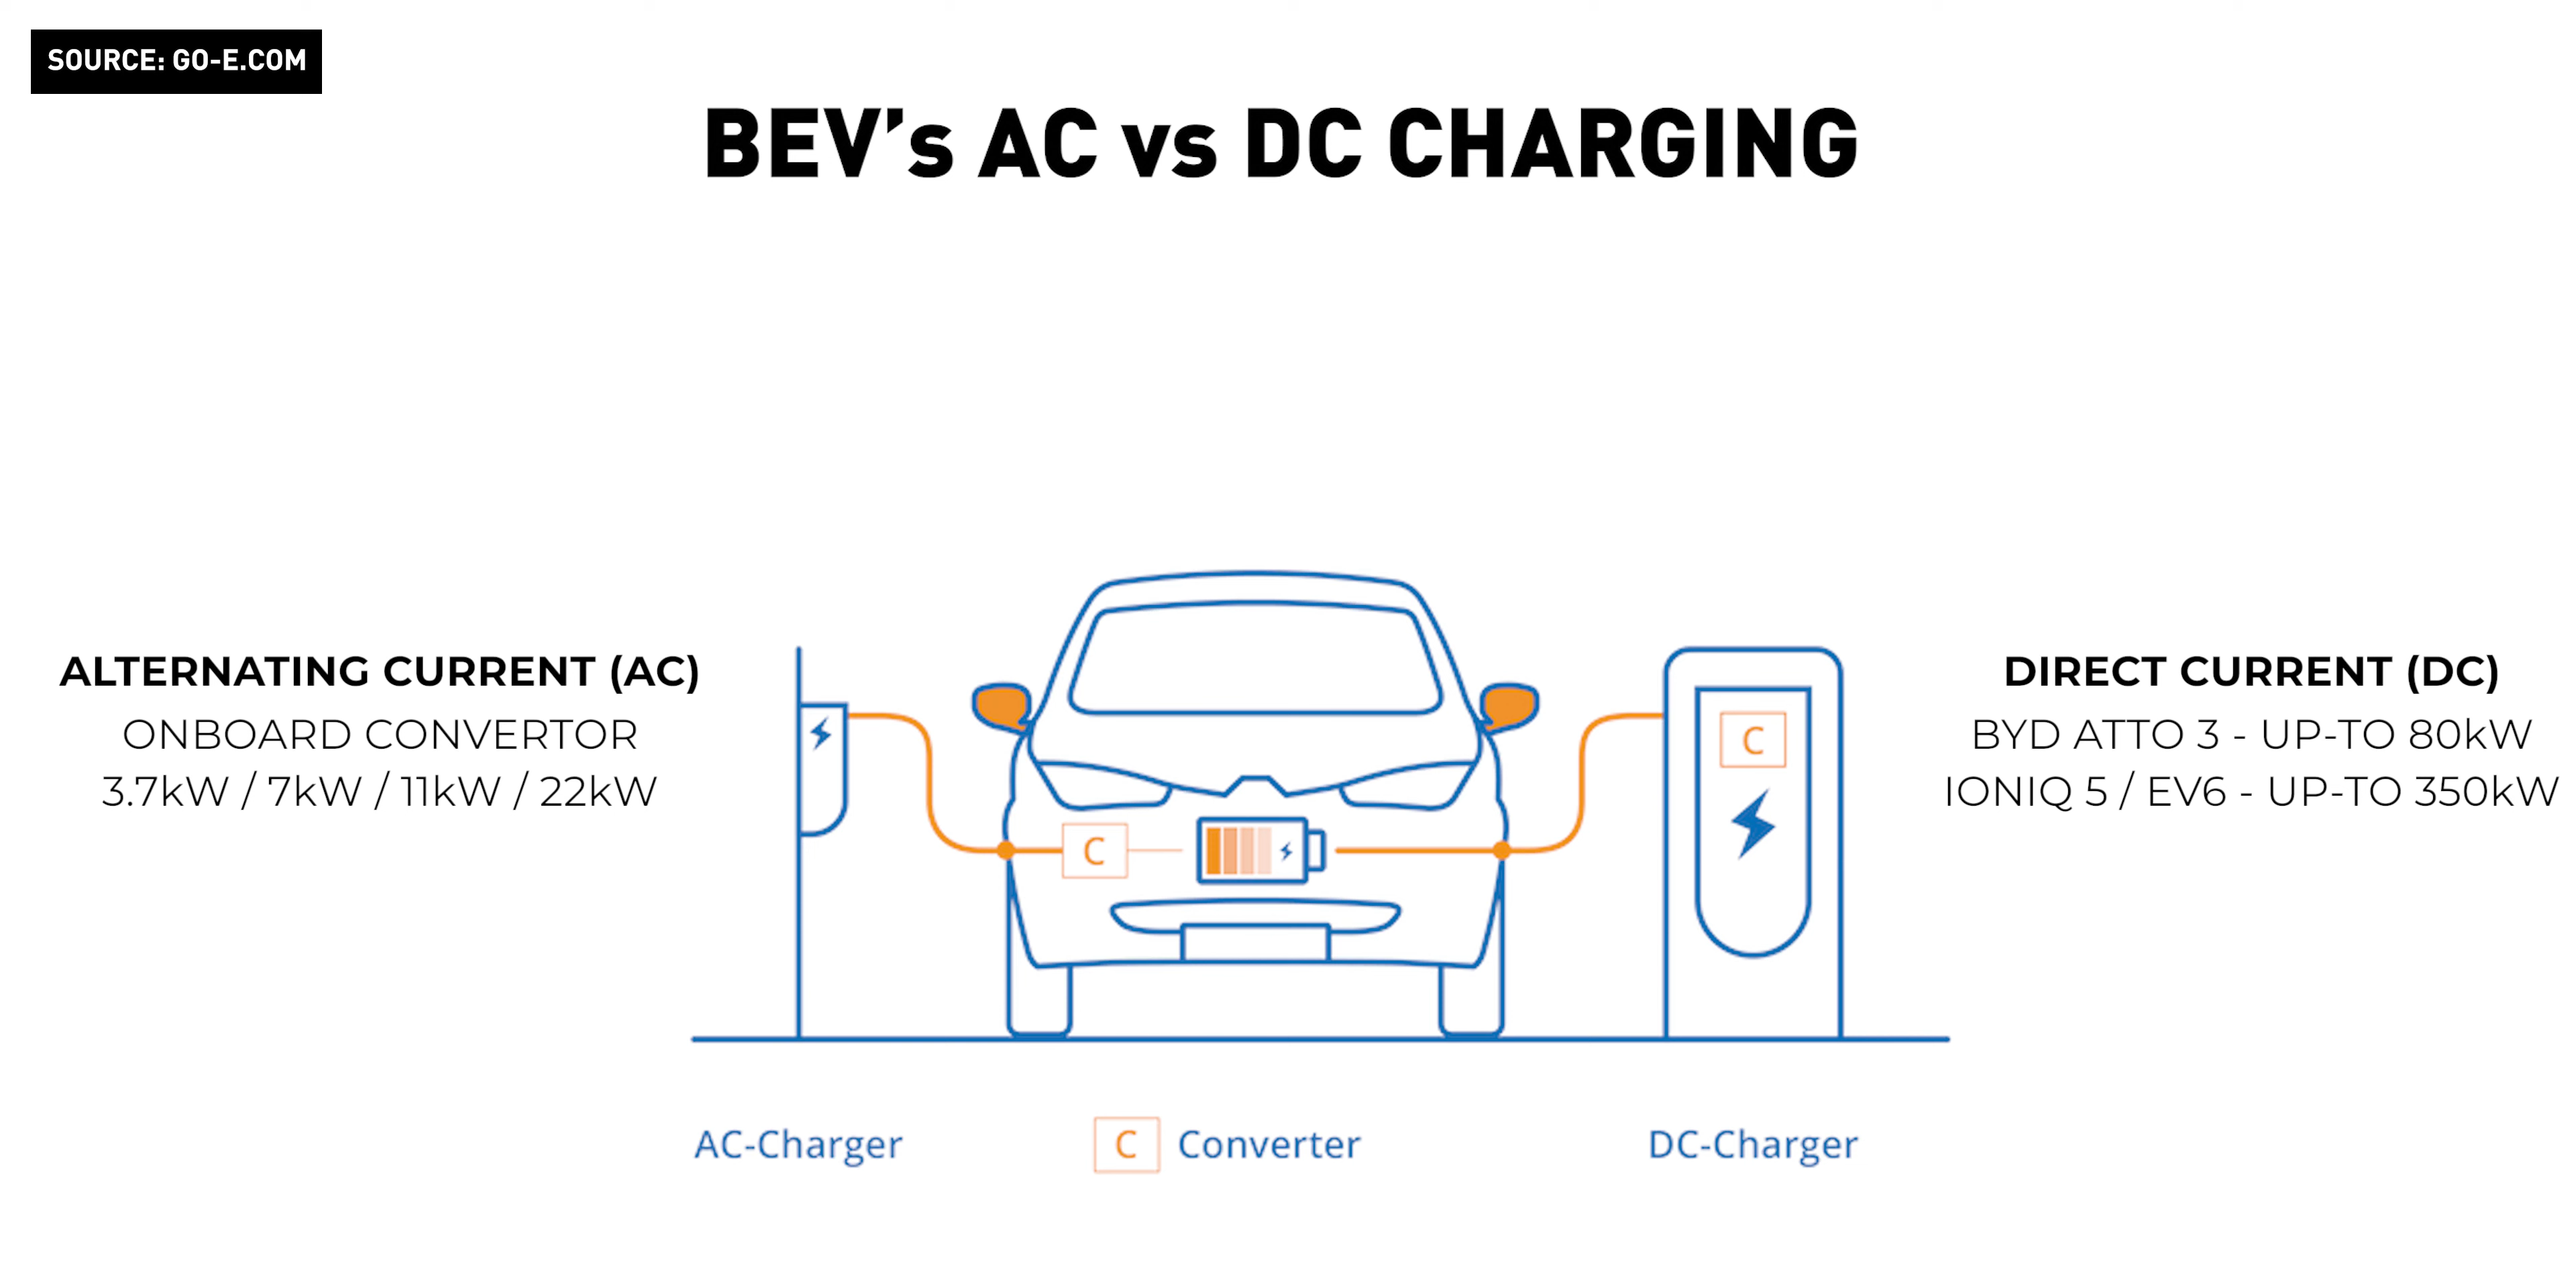 SOURCE: GO-E.COM
BEV's AC vs DC CHARGING
ALTERNATING CURRENT (AC)
ONBOARD CONVERTOR
3.7kW / 7kW / 11kW / 22kW
DIRECT CURRENT (DC)
BYD ATTO 3 - UP-TO 80kW
IONIQ 5 / EV6 - UP-TO 350kW
C
C
AC-Charger
C Converter
DC-Charger